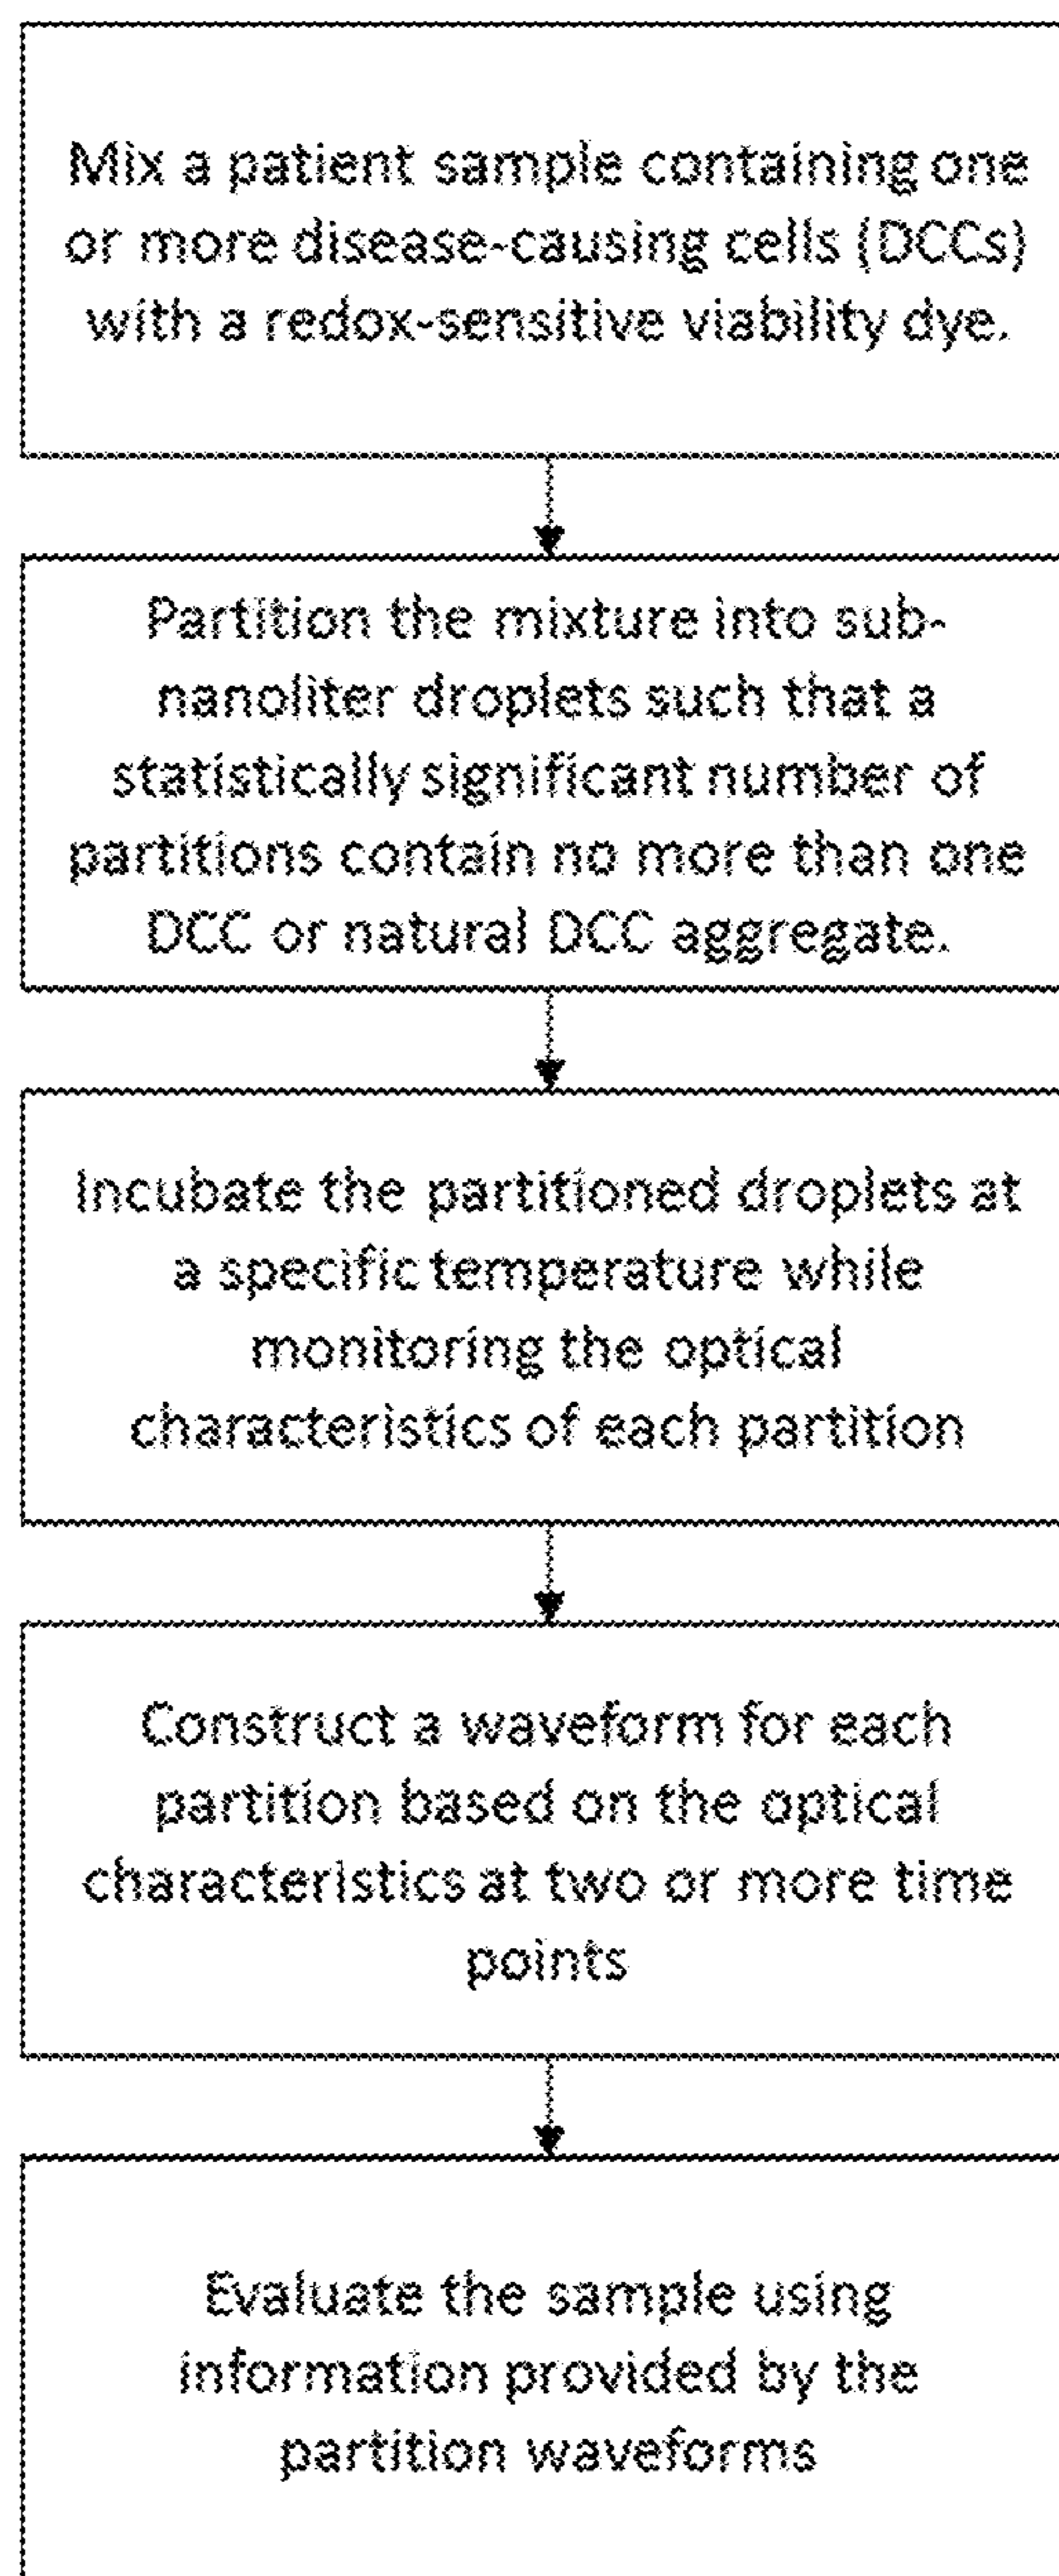 Mix a patient sample containing one
or more disease-causing cells (DCCs)
with a redox-sensitive viability dye.
Partition the mixture into sub-
nanoliter droplets such that a
statistically significant number of
partitions contain no more than one
DCC or natural DCC aggregate.
Incubate the partitioned droplets at
a specific temperature while
monitoring the optical
characteristics of each partition
Construct a waveform for each
partition based on the optical
characteristics at two or more time
points
Evaluate the sample using
information provided by the
partition waveforms